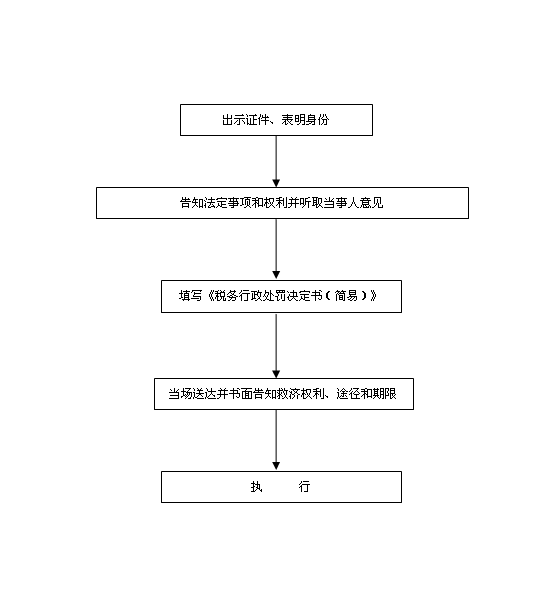 出示证件、表明身份
告知法定事项和权利并听取当事人意见
填写《税务行政处罚决定书（简易）》
当场送达并书面告知救济权利、途径和期限
执　　　行